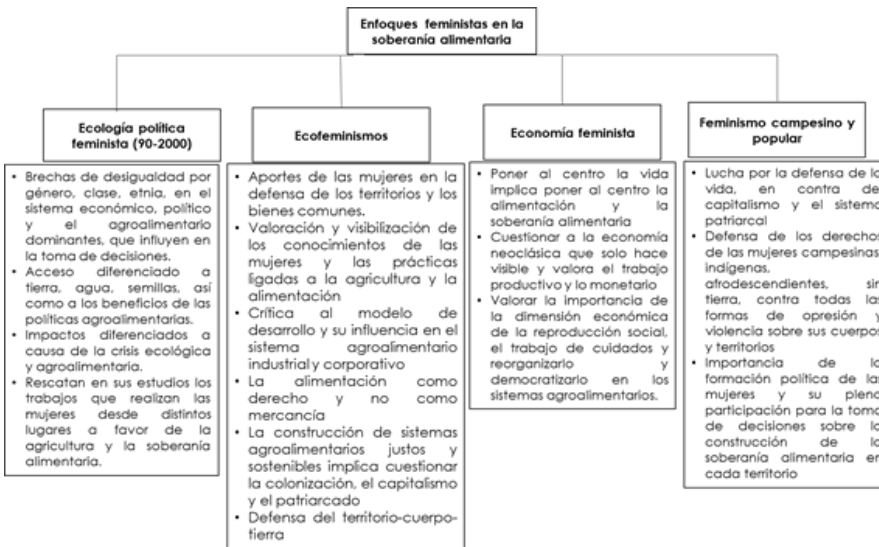 Enfoques feministas en la
soberanía alimentaria
Ecología política
feminista (90-2000)
• Brechas de desigualdad por
género, clase, etnia, en el
sistema económico, político
y el agroalimentario
dominantes, que influyen en
la toma de decisiones.
• Acceso diferenciado a
tierra, agua, semillas, así
como a los beneficios de las
políticas agroalimentarias.
• Impactos diferenciados a
causa de la crisis ecológica
y agroalimentaria.
• Rescatan en sus estudios los
trabajos que realizan las
mujeres desde distintos
lugares a favor de la
agricultura y la soberanía
alimentaria.
Ecofeminismos
• Aportes de las mujeres en la
defensa de los territorios y los
bienes comunes.
• Valoración y visibilización de
los conocimientos de las
mujeres y las prácticas
ligadas a la agricultura y la
alimentación
• Crítica al modelo de
desarrollo y su influencia en el
sistema agroalimentario
industrial y corporativo
• La alimentación como
derecho y no como
mercancía
• La construcción de sistemas
agroalimentarios justos y
sostenibles implica cuestionar
la colonización, el capitalismo
y el patriarcado
• Defensa del territorio-cuerpo-
tierra
Economía feminista
• Poner al centro la vida
implica poner al centro la
alimentación y la
soberanía alimentaria
• Cuestionar a la economía
neoclásica que solo hace
visible y valora el trabajo
productivo y lo monetario
• Valorar la importancia de
la dimensión económica
de la reproducción social,
el trabajo de cuidados y
reorganizarlo y
democratizarlo en los
sistemas agroalimentarios.
Feminismo campesino y
popular
• Lucha por la defensa de la
vida, en contra de
capitalismo y el sistema
patriarcal
• Defensa de los derechos
de las mujeres campesinas
indígenas,
afrodescendientes, sin
tierra, contra todas las
formas de opresión y
violencia sobre sus cuerpos
y territorios
• Importancia de la
formación política de las
mujeres y su plena
participación para la toma
de decisiones sobre la
construcción de la
soberanía alimentaria en
cada territorio